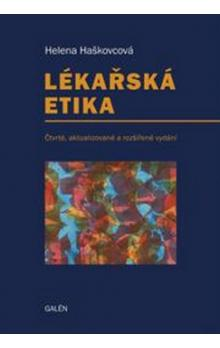 Helena Haškovcová
LÉKAŘSKÁ
ETIKA
Čtvrté, aktualizované a rozšířené vydání
GALÉN